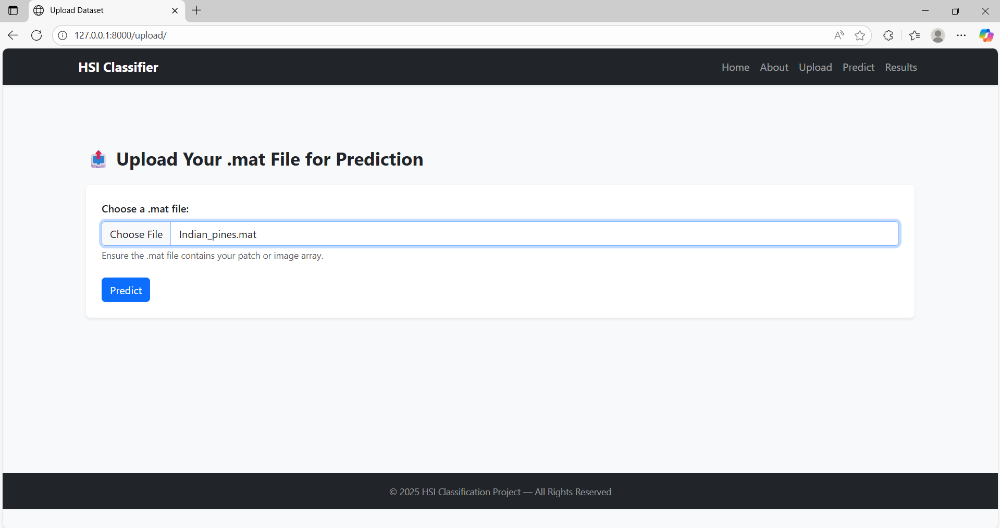 Upload Dataset
127.0.0.1:8000/upload/
HSI Classifier
Home About Upload Predict Results
Upload Your .mat File for Prediction
Choose a .mat file:
Choose File Indian_pines.mat
Ensure the .mat file contains your patch or image array.
Predict
© 2025 HSI Classification Project — All Rights Reserved